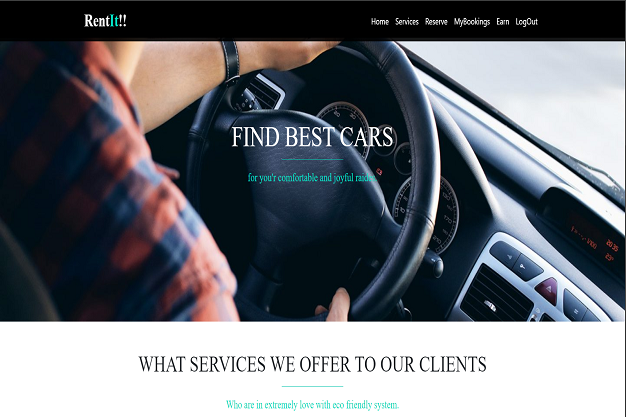 RentIt!!
Home Services Reserve MyBookings Earn LogOut
FIND BEST CARS
for you'r comfortable and joyful
WHAT SERVICES WE OFFER TO OUR CLIENTS
Who are in extremely love with eco friendly system.